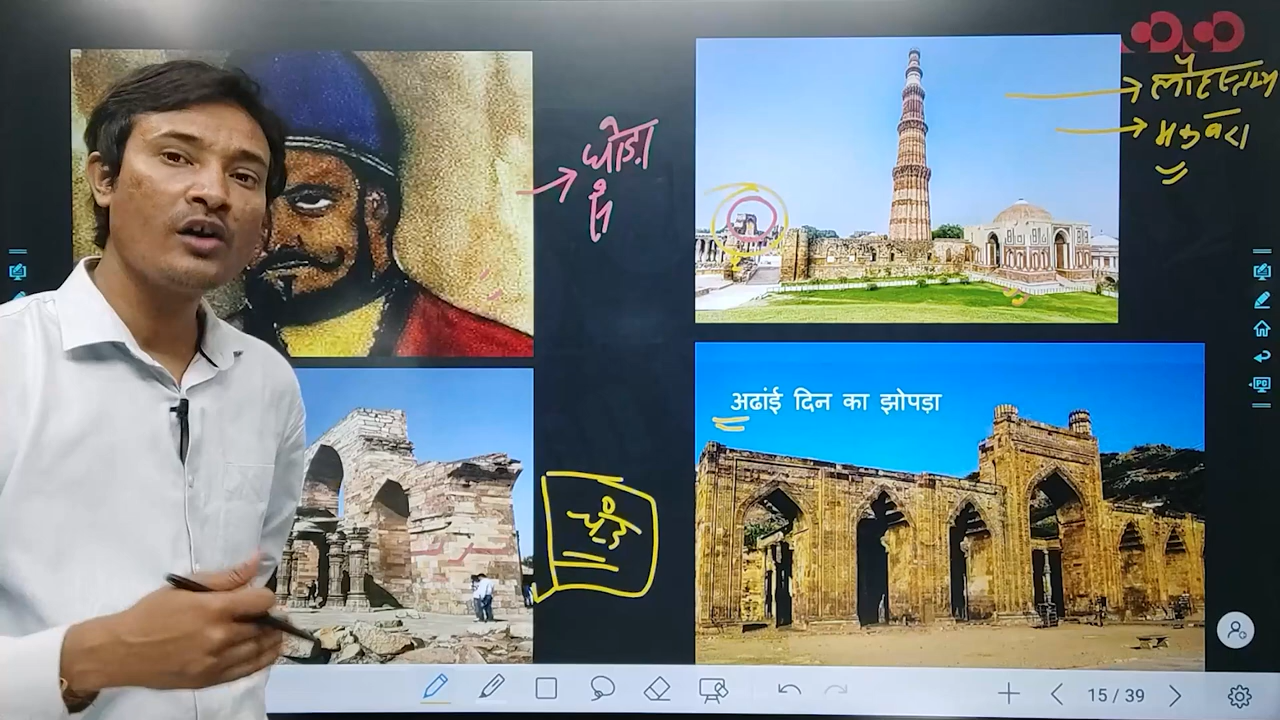 घोड़ा
से
लौहस्तम्भ
मकबरा
अढांई दिन का झोपड़ा
15 / 39